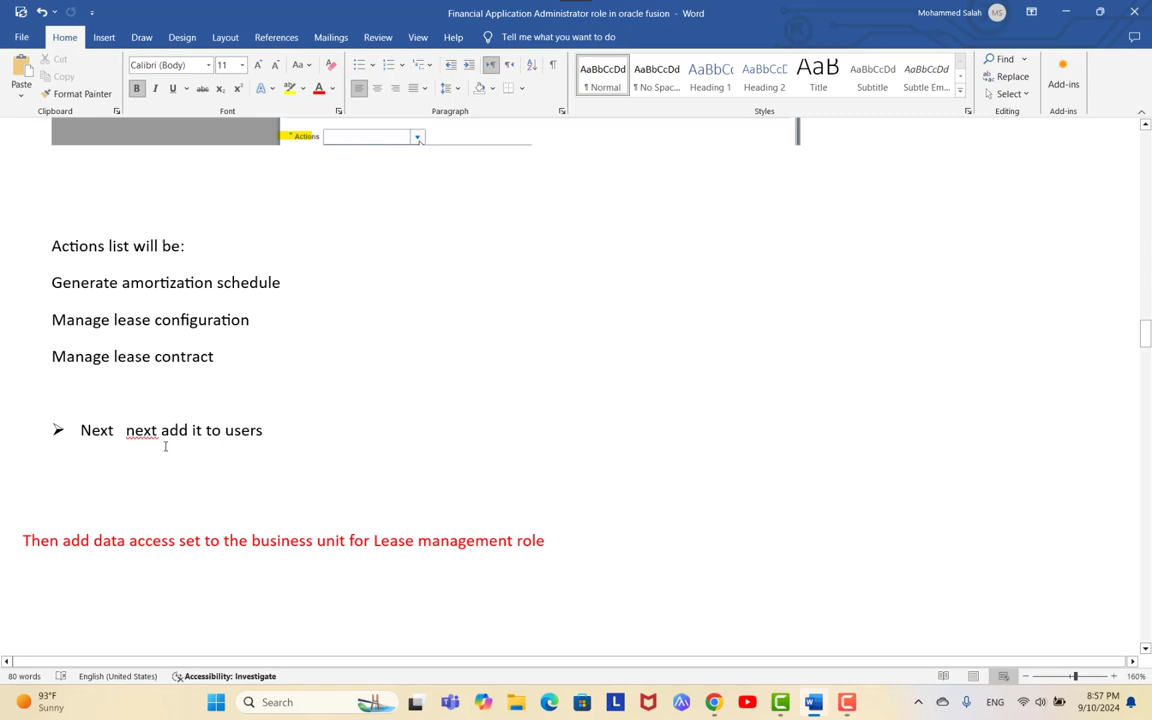 Financial Application Administrator role in oracle fusion - Word
Mohammed Salah MS
File Home Insert Draw Design Layout References Mailings Review View Help Tell me what you want to do
Paste
Cut
Copy
Format Painter
Clipboard
Calibri (Body) 11
Font
Paragraph
AaBbCcDd AaBbCcDd AaBbCc AaBbCcD AaB AaBbCcD AaBbCcDd
¶ Normal ¶ No Spac... Heading 1 Heading 2 Title Subtitle Subtle Em...
Styles
Find
Replace
Select
Editing
Add-ins
Add-ins
* Actions
Actions list will be:
Generate amortization schedule
Manage lease configuration
Manage lease contract
➤ Next next add it to users
Then add data access set to the business unit for Lease management role
80 words English (United States) Accessibility: Investigate 160%
93°F
Sunny
Search
ENG
8:57 PM
9/10/2024